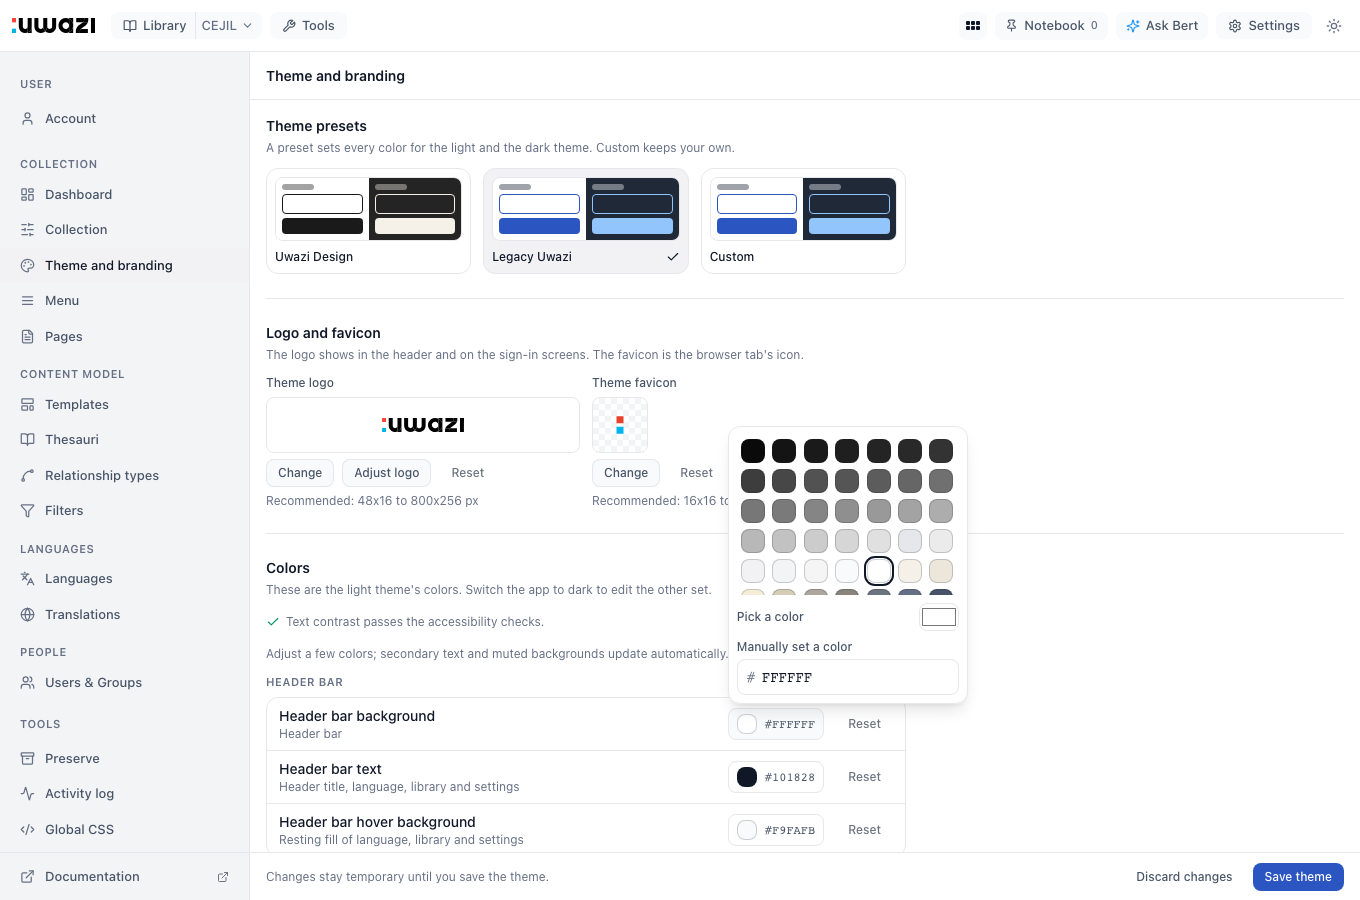 :uwazi
Library
CEJIL
Tools
Notebook 0
Ask Bert
Settings
USER
Account
COLLECTION
Dashboard
Collection
Theme and branding
Menu
Pages
CONTENT MODEL
Templates
Thesauri
Relationship types
Filters
LANGUAGES
Languages
Translations
PEOPLE
Users & Groups
TOOLS
Preserve
Activity log
Global CSS
Documentation
Theme and branding
Theme presets
A preset sets every color for the light and the dark theme. Custom keeps your own.
Uwazi Design
Legacy Uwazi
Custom
Logo and favicon
The logo shows in the header and on the sign-in screens. The favicon is the browser tab's icon.
Theme logo
Theme favicon
:uwazi
Change
Adjust logo
Reset
Change
Reset
Recommended: 48x16 to 800x256 px
Recommended: 16x16 to
Colors
These are the light theme's colors. Switch the app to dark to edit the other set.
Text contrast passes the accessibility checks.
Adjust a few colors; secondary text and muted backgrounds update automatically.
Pick a color
Manually set a color
# FFFFFF
HEADER BAR
Header bar background
Header bar
#FFFFFF
Reset
Header bar text
Header title, language, library and settings
#101828
Reset
Header bar hover background
Resting fill of language, library and settings
#F9FAFB
Reset
Changes stay temporary until you save the theme.
Discard changes
Save theme